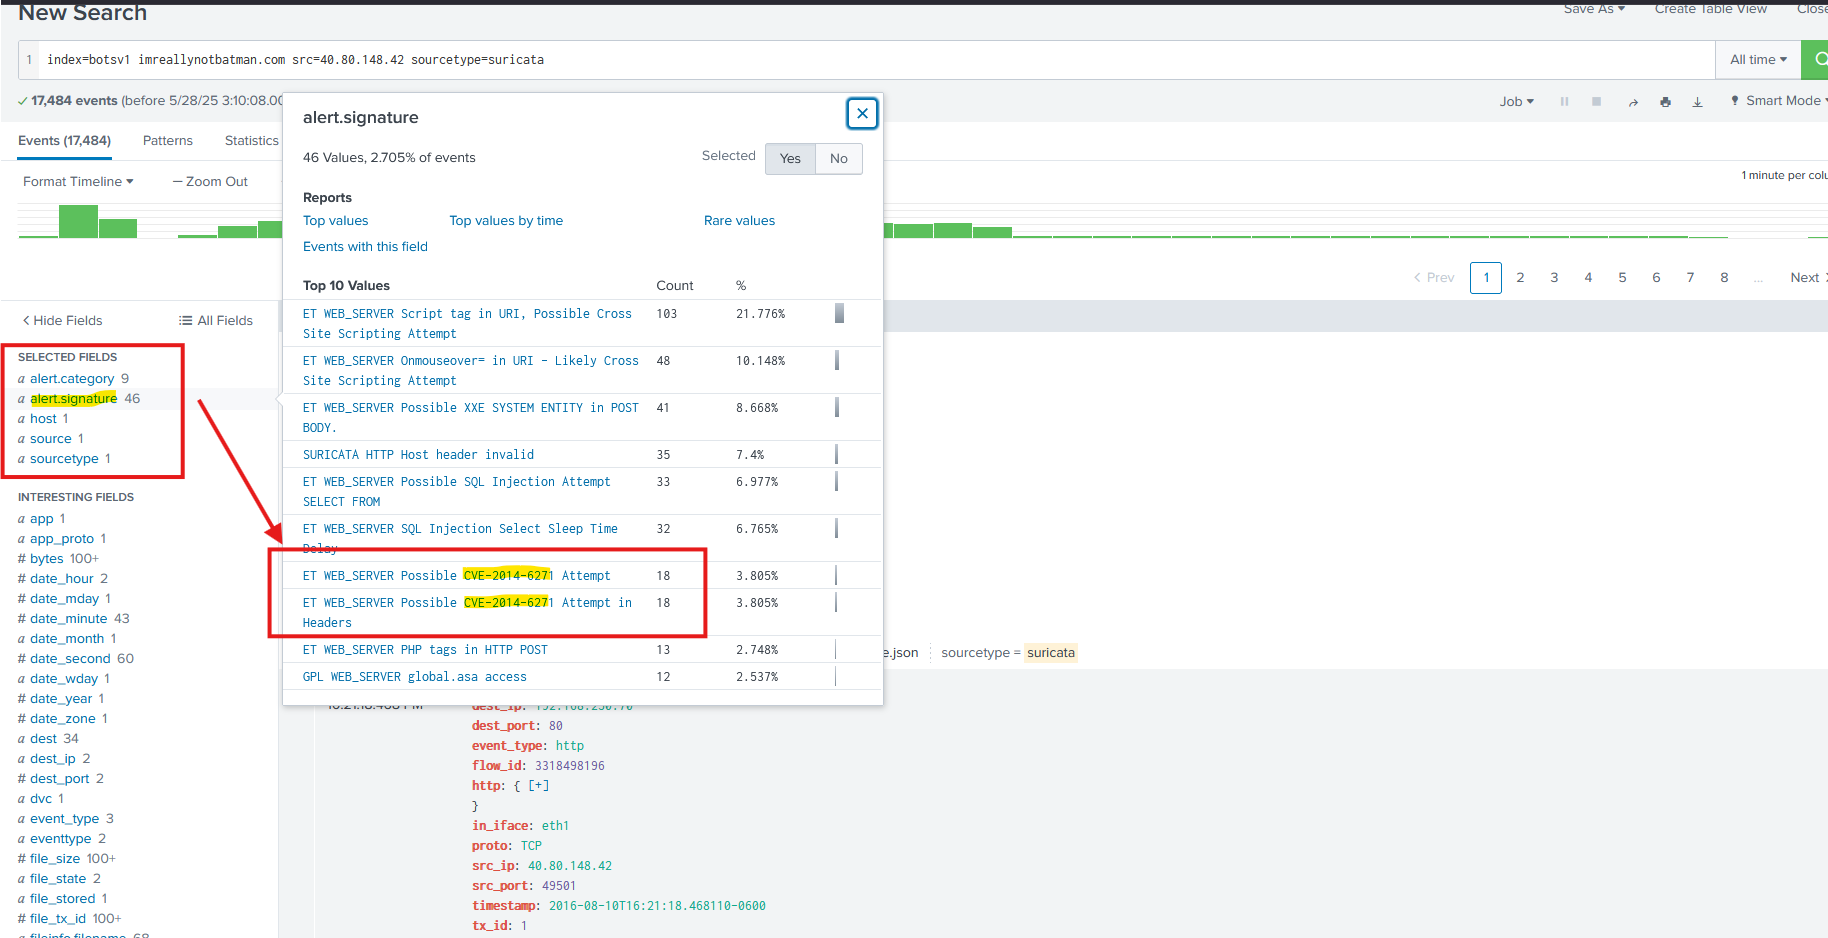 New Search
Save As
Create Table View
Close
1 index=botsv1 imreallynotbatman.com src=40.80.148.42 sourcetype=suricata
All time
17,484 events (before 5/28/25 3:10:08.00
Job
Smart Mode
Events (17,484)
Patterns
Statistics
Format Timeline
Zoom Out
1 minute per colu
Prev 1 2 3 4 5 6 7 8 ... Next
Hide Fields
All Fields
SELECTED FIELDS
a alert.category 9
a alert.signature 46
a host 1
a source 1
a sourcetype 1
INTERESTING FIELDS
a app 1
a app_proto 1
# bytes 100+
# date_hour 2
# date_mday 1
# date_minute 43
a date_month 1
# date_second 60
a date_wday 1
# date_year 1
# date_zone 1
a dest 34
a dest_ip 2
# dest_port 2
a dvc 1
a event_type 3
a eventtype 2
# file_size 100+
a file_state 2
a file_stored 1
# file_tx_id 100+
a fileinfo.filename 68
alert.signature
46 Values, 2.705% of events
Selected Yes No
Reports
Top values
Top values by time
Rare values
Events with this field
Top 10 Values Count %
ET WEB_SERVER Script tag in URI, Possible Cross 103 21.776%
Site Scripting Attempt
ET WEB_SERVER Onmouseover= in URI - Likely Cross 48 10.148%
Site Scripting Attempt
ET WEB_SERVER Possible XXE SYSTEM ENTITY in POST 41 8.668%
BODY.
SURICATA HTTP Host header invalid 35 7.4%
ET WEB_SERVER Possible SQL Injection Attempt 33 6.977%
SELECT FROM
ET WEB_SERVER SQL Injection Select Sleep Time 32 6.765%
Delay
ET WEB_SERVER Possible CVE-2014-6271 Attempt 18 3.805%
ET WEB_SERVER Possible CVE-2014-6271 Attempt in 18 3.805%
Headers
ET WEB_SERVER PHP tags in HTTP POST 13 2.748%
GPL WEB_SERVER global.asa access 12 2.537%
e.json sourcetype = suricata
dest_ip: 192.168.250.70
dest_port: 80
event_type: http
flow_id: 3318498196
http: { [+]
}
in_iface: eth1
proto: TCP
src_ip: 40.80.148.42
src_port: 49501
timestamp: 2016-08-10T16:21:18.468110-0600
tx_id: 1